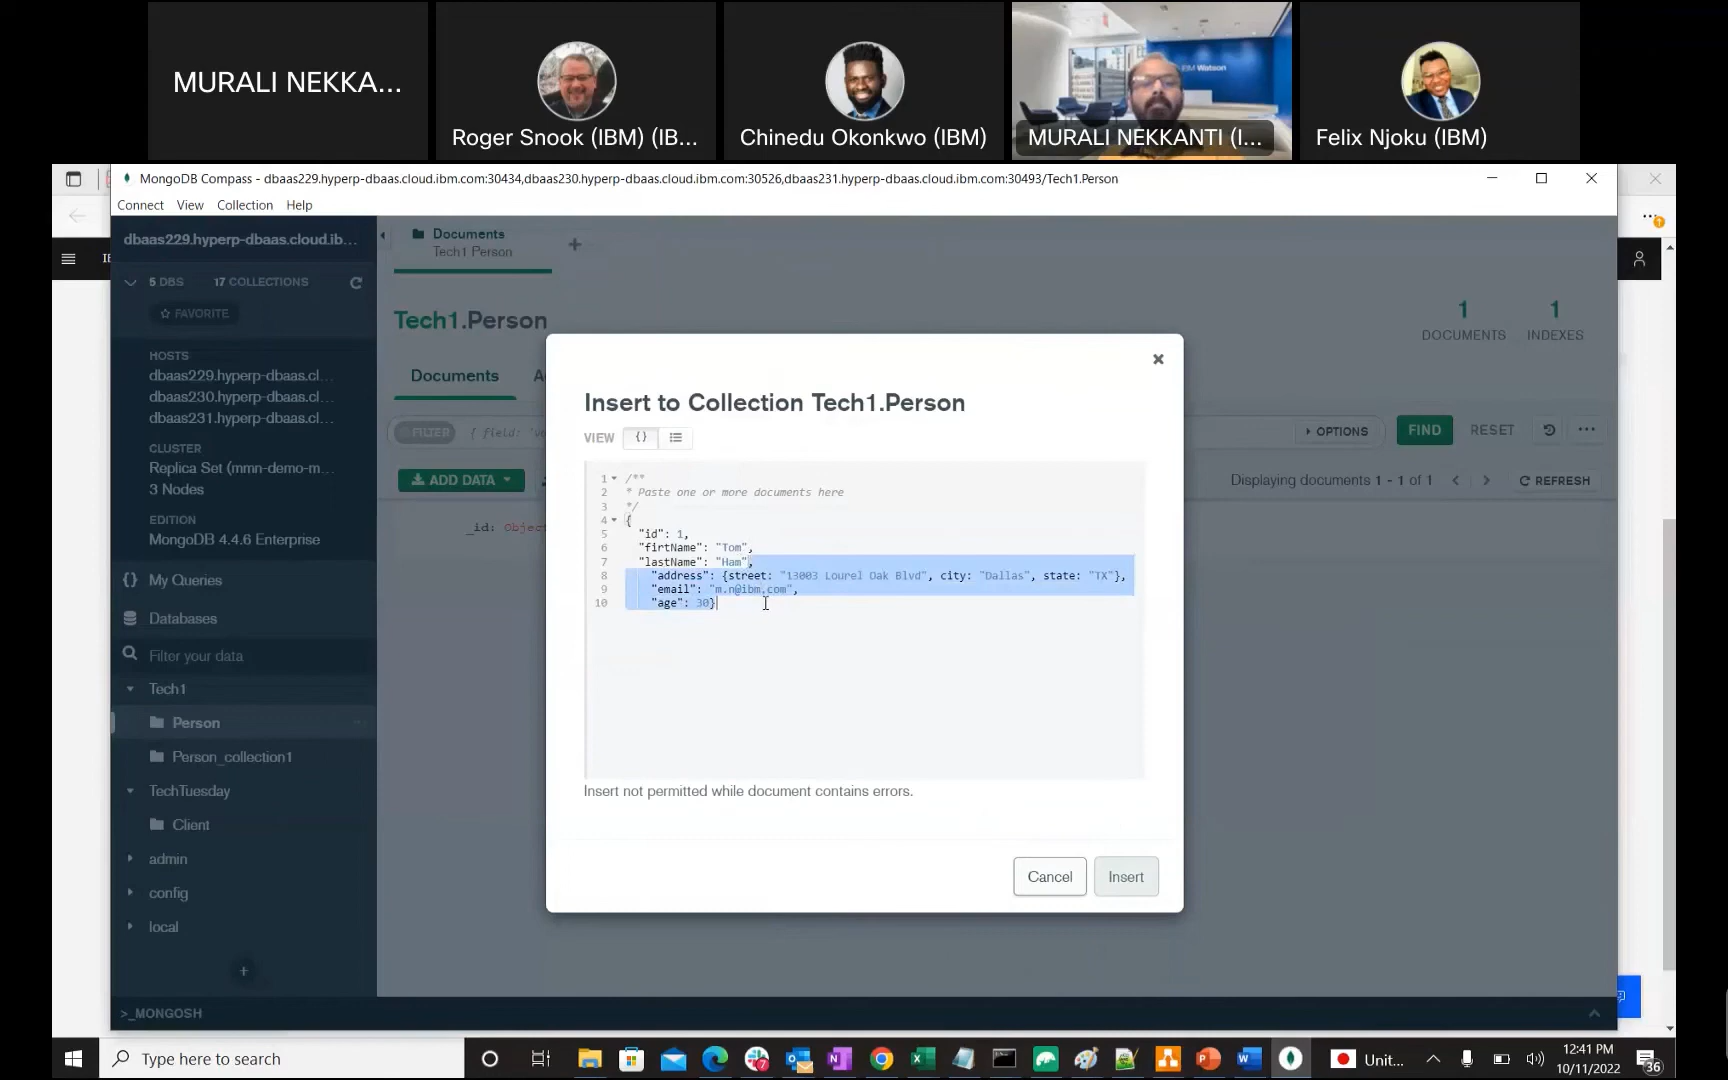 MURALI NEKKA...
Roger Snook (IBM) (IB...
Chinedu Okonkwo (IBM)
IBM Watson
MURALI NEKKANTI (I...
Felix Njoku (IBM)
MongoDB Compass - dbaas229.hyperp-dbaas.cloud.ibm.com:30434,dbaas230.hyperp-dbaas.cloud.ibm.com:30526,dbaas231.hyperp-dbaas.cloud.ibm.com:30493/Tech1.Person
Connect View Collection Help
dbaas229.hyperp-dbaas.cloud.ib...
Documents
Tech1.Person
5 DBS 17 COLLECTIONS
FAVORITE
HOSTS
dbaas229.hyperp-dbaas.cl...
dbaas230.hyperp-dbaas.cl...
dbaas231.hyperp-dbaas.cl...
CLUSTER
Replica Set (mmn-demo-m...
3 Nodes
EDITION
MongoDB 4.4.6 Enterprise
My Queries
Databases
Filter your data
Tech1
Person
Person_collection1
TechTuesday
Client
admin
config
local
+
>_MONGOSH
Tech1.Person
1 DOCUMENTS
1 INDEXES
Documents
FILTER { field:
OPTIONS FIND RESET
ADD DATA
Displaying documents 1 - 1 of 1 < > REFRESH
_id: Object
Insert to Collection Tech1.Person
VIEW {}
1 /**
2 * Paste one or more documents here
3 */
4 {
5 "id": 1,
6 "firtName": "Tom",
7 "lastName": "Ham",
8 "address": {street: "13003 Lourel Oak Blvd", city: "Dallas", state: "TX"},
9 "email": "m.n@ibm.com",
10 "age": 30}
Insert not permitted while document contains errors.
Cancel Insert
Type here to search
Unit...
12:41 PM
10/11/2022
36